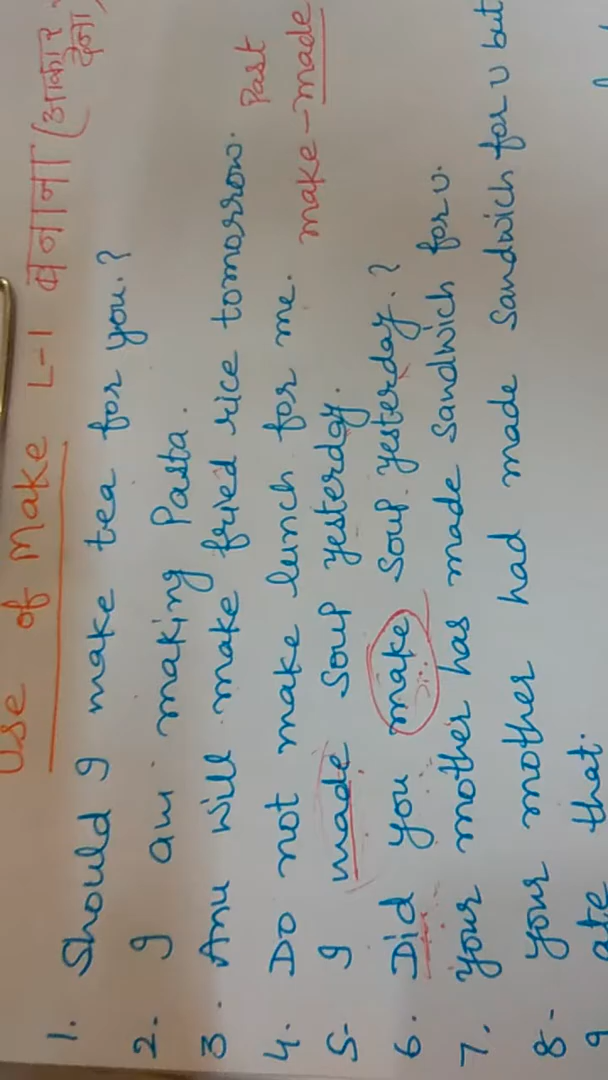 Use of Make L-1 बनाना (आकार देना)
1. Should I make tea for you.?
2. I am making Pasta.
3. Anu will make fried rice tomorrow. Past
4. Do not make lunch for me. make-made
5- I made Soup yesterday.
6. Did you make Soup yesterday.?
7. your mother has made sandwich for u.
8- your mother had made sandwich for u but
9 ate that.